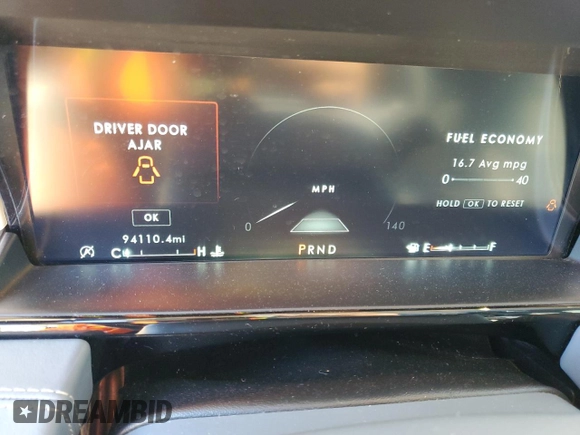 DRIVER DOOR
AJAR
OK
94110.4mi
C H
MPH
0 140
PRND
FUEL ECONOMY
16.7 Avg mpg
0 40
HOLD OK TO RESET
E F
DREAMBID